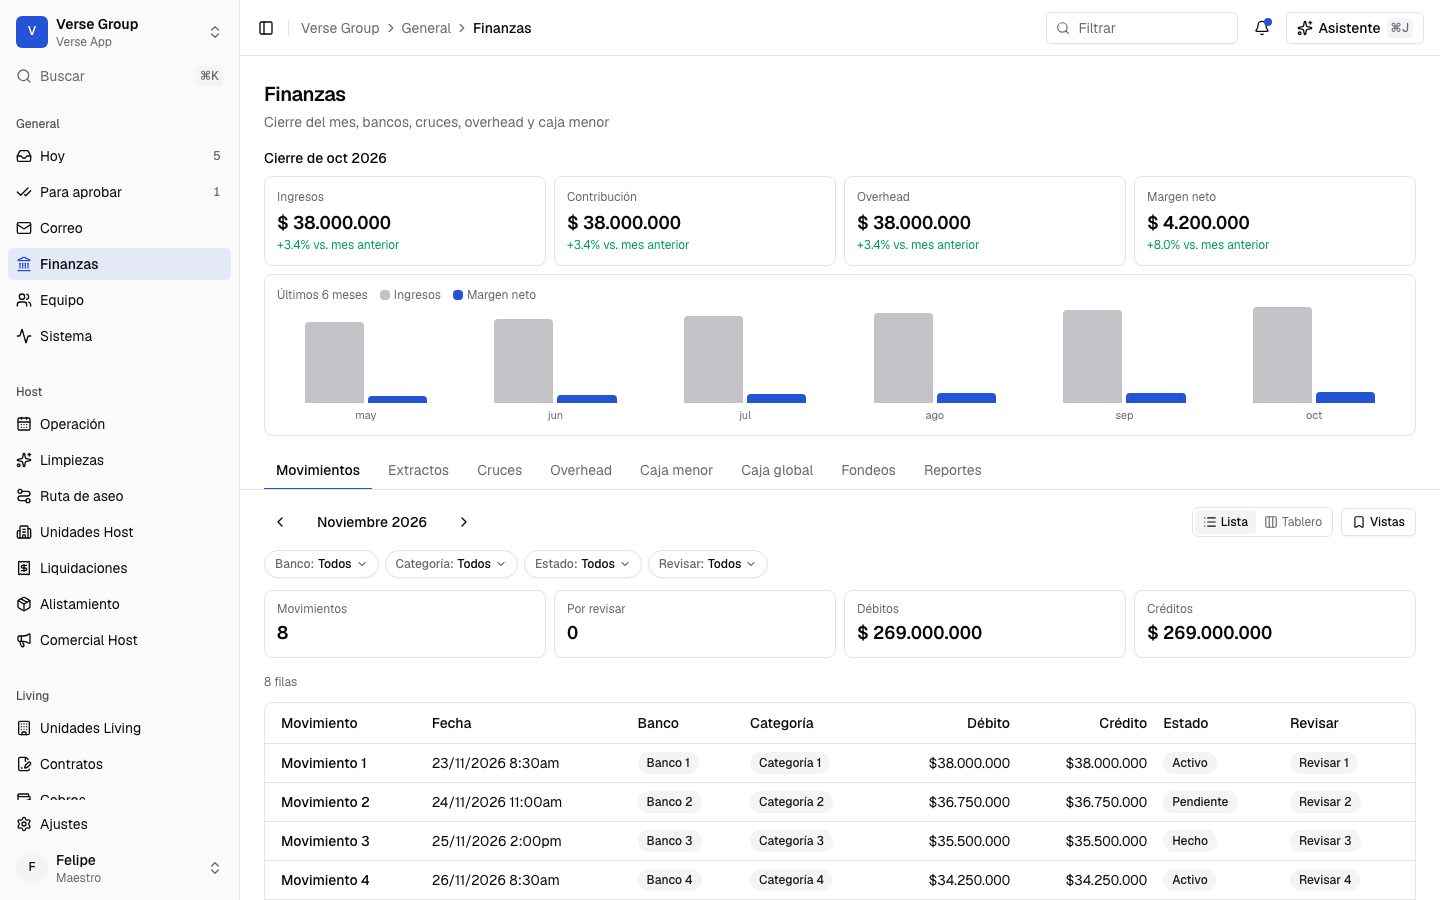 V
Verse Group
Verse App
Buscar ⌘K
General
Hoy 5
Para aprobar 1
Correo
Finanzas
Equipo
Sistema
Host
Operación
Limpiezas
Ruta de aseo
Unidades Host
Liquidaciones
Alistamiento
Comercial Host
Living
Unidades Living
Contratos
Cobros
Ajustes
F
Felipe
Maestro
Verse Group > General > Finanzas
Filtrar
Asistente ⌘J
Finanzas
Cierre del mes, bancos, cruces, overhead y caja menor
Cierre de oct 2026
Ingresos
$ 38.000.000
+3.4% vs. mes anterior
Contribución
$ 38.000.000
+3.4% vs. mes anterior
Overhead
$ 38.000.000
+3.4% vs. mes anterior
Margen neto
$ 4.200.000
+8.0% vs. mes anterior
Últimos 6 meses Ingresos Margen neto
may jun jul ago sep oct
Movimientos Extractos Cruces Overhead Caja menor Caja global Fondeos Reportes
Noviembre 2026
Lista Tablero Vistas
Banco: Todos Categoría: Todos Estado: Todos Revisar: Todos
Movimientos
8
Por revisar
0
Débitos
$ 269.000.000
Créditos
$ 269.000.000
8 filas
Movimiento Fecha Banco Categoría Débito Crédito Estado Revisar
Movimiento 1 23/11/2026 8:30am Banco 1 Categoría 1 $38.000.000 $38.000.000 Activo Revisar 1
Movimiento 2 24/11/2026 11:00am Banco 2 Categoría 2 $36.750.000 $36.750.000 Pendiente Revisar 2
Movimiento 3 25/11/2026 2:00pm Banco 3 Categoría 3 $35.500.000 $35.500.000 Hecho Revisar 3
Movimiento 4 26/11/2026 8:30am Banco 4 Categoría 4 $34.250.000 $34.250.000 Activo Revisar 4